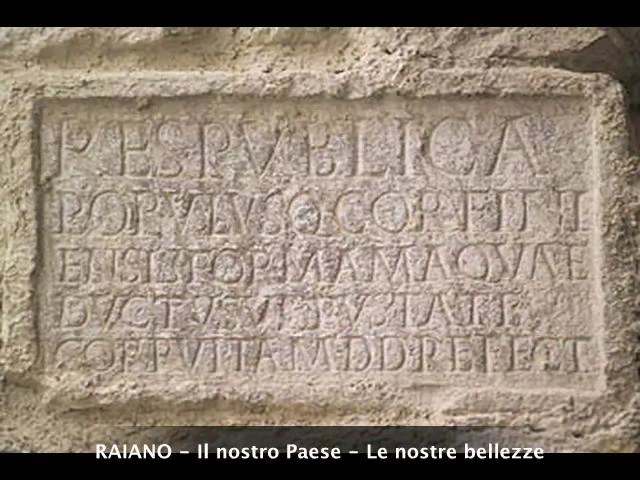 RESPVBLICA
POPVLVSQ CORFINI
ENSIS FORMAM AQVAE
DVCTVS VETVSTATE
CORRVPTAM D D REFECIT
RAIANO - Il nostro Paese - Le nostre bellezze